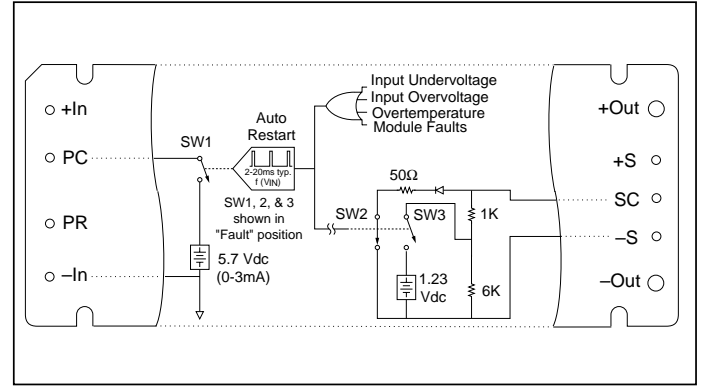 +In
PC
PR
–In
SW1
Auto
Restart
2-20ms typ.
f (VIN)
SW1, 2, & 3
shown in
"Fault" position
5.7 Vdc
(0-3mA)
Input Undervoltage
Input Overvoltage
Overtemperature
Module Faults
50Ω
SW2
SW3
1K
1.23
Vdc
6K
+Out
+S
SC
–S
–Out